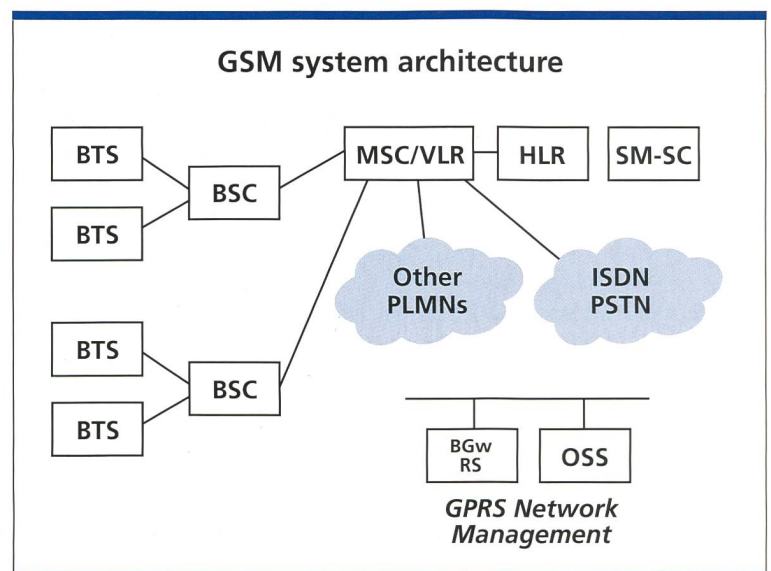 GSM system architecture
BTS
BTS
BSC
MSC/VLR
HLR
SM-SC
Other
PLMNs
ISDN
PSTN
BTS
BTS
BSC
BGw
RS
OSS
GPRS Network
Management